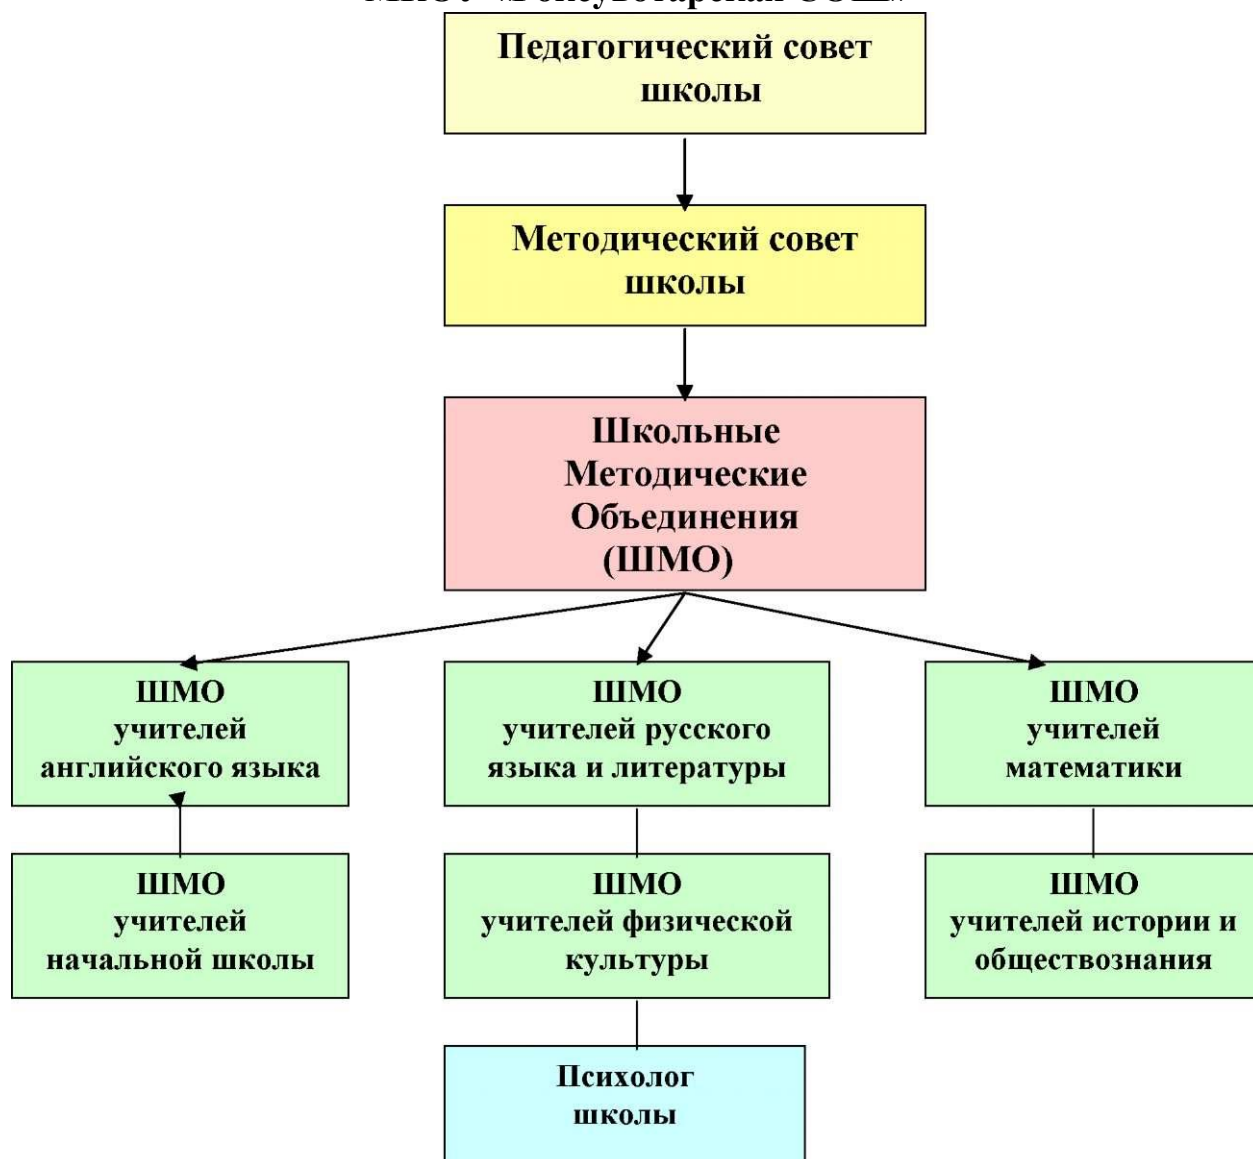 Педагогический совет
школы
Методический совет
школы
Школьные
Методические
Объединения
(ШМО)
ШМО
учителей
английского языка
ШМО
учителей русского
языка и литературы
ШМО
учителей
математики
ШМО
учителей
начальной школы
ШМО
учителей физической
культуры
ШМО
учителей истории и
обществознания
Психолог
школы